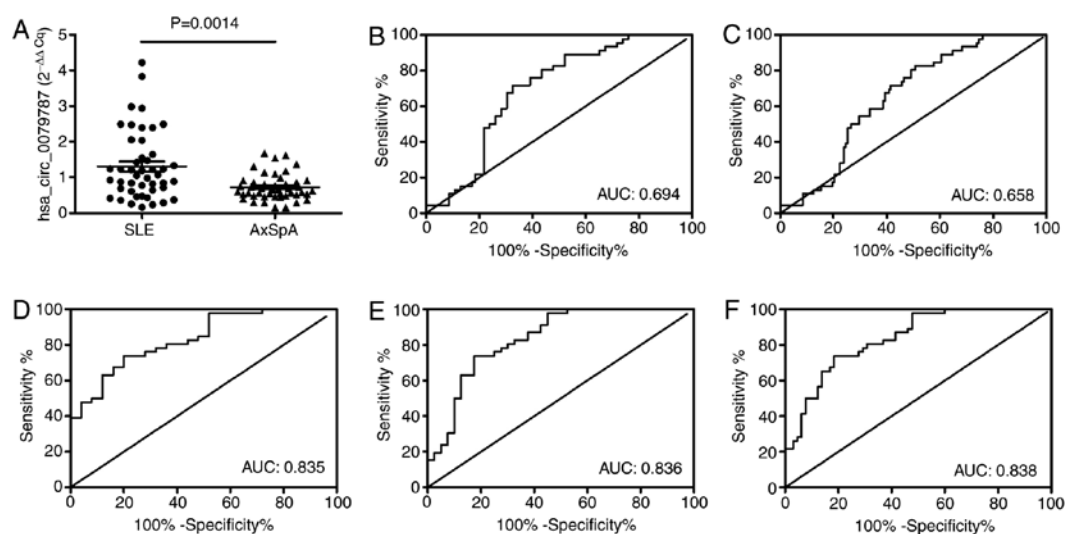 A
P=0.0014
hsa_circ_0079787 (2^-ΔΔ Cq)
5
4
3
2
1
0
SLE AxSpA
B
Sensitivity %
100
80
60
40
20
0
0 20 40 60 80 100
AUC: 0.694
100% -Specificity%
C
Sensitivity %
100
80
60
40
20
0
0 20 40 60 80 100
AUC: 0.658
100% -Specificity%
D
Sensitivity %
100
80
60
40
20
0
0 20 40 60 80 100
AUC: 0.835
100% -Specificity%
E
Sensitivity %
100
80
60
40
20
0
0 20 40 60 80 100
AUC: 0.836
100% -Specificity%
F
Sensitivity %
100
80
60
40
20
0
0 20 40 60 80 100
AUC: 0.838
100% -Specificity%